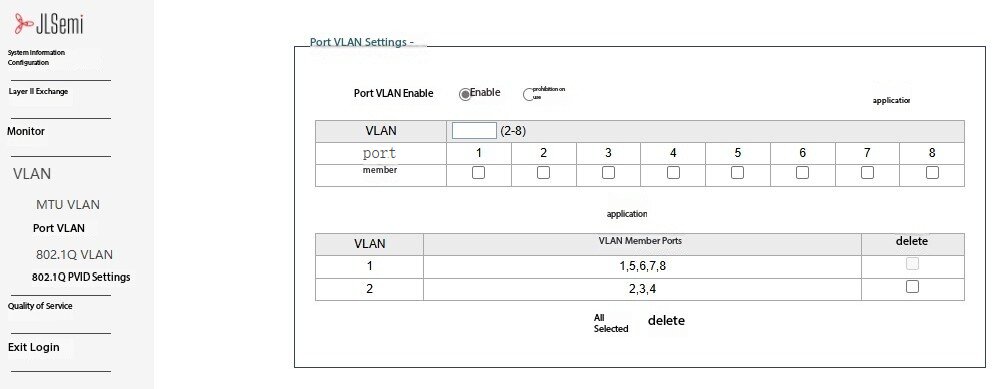 JLSemi
System Information
Configuration
Layer II Exchange
Monitor
VLAN
MTU VLAN
Port VLAN
802.1Q VLAN
802.1Q PVID Settings
Quality of Service
Exit Login
Port VLAN Settings -
Port VLAN Enable Enable prohibition on
use
application
VLAN (2-8)
port 1 2 3 4 5 6 7 8
member
application
VLAN VLAN Member Ports delete
1 1,5,6,7,8
2 2,3,4
All
Selected
delete